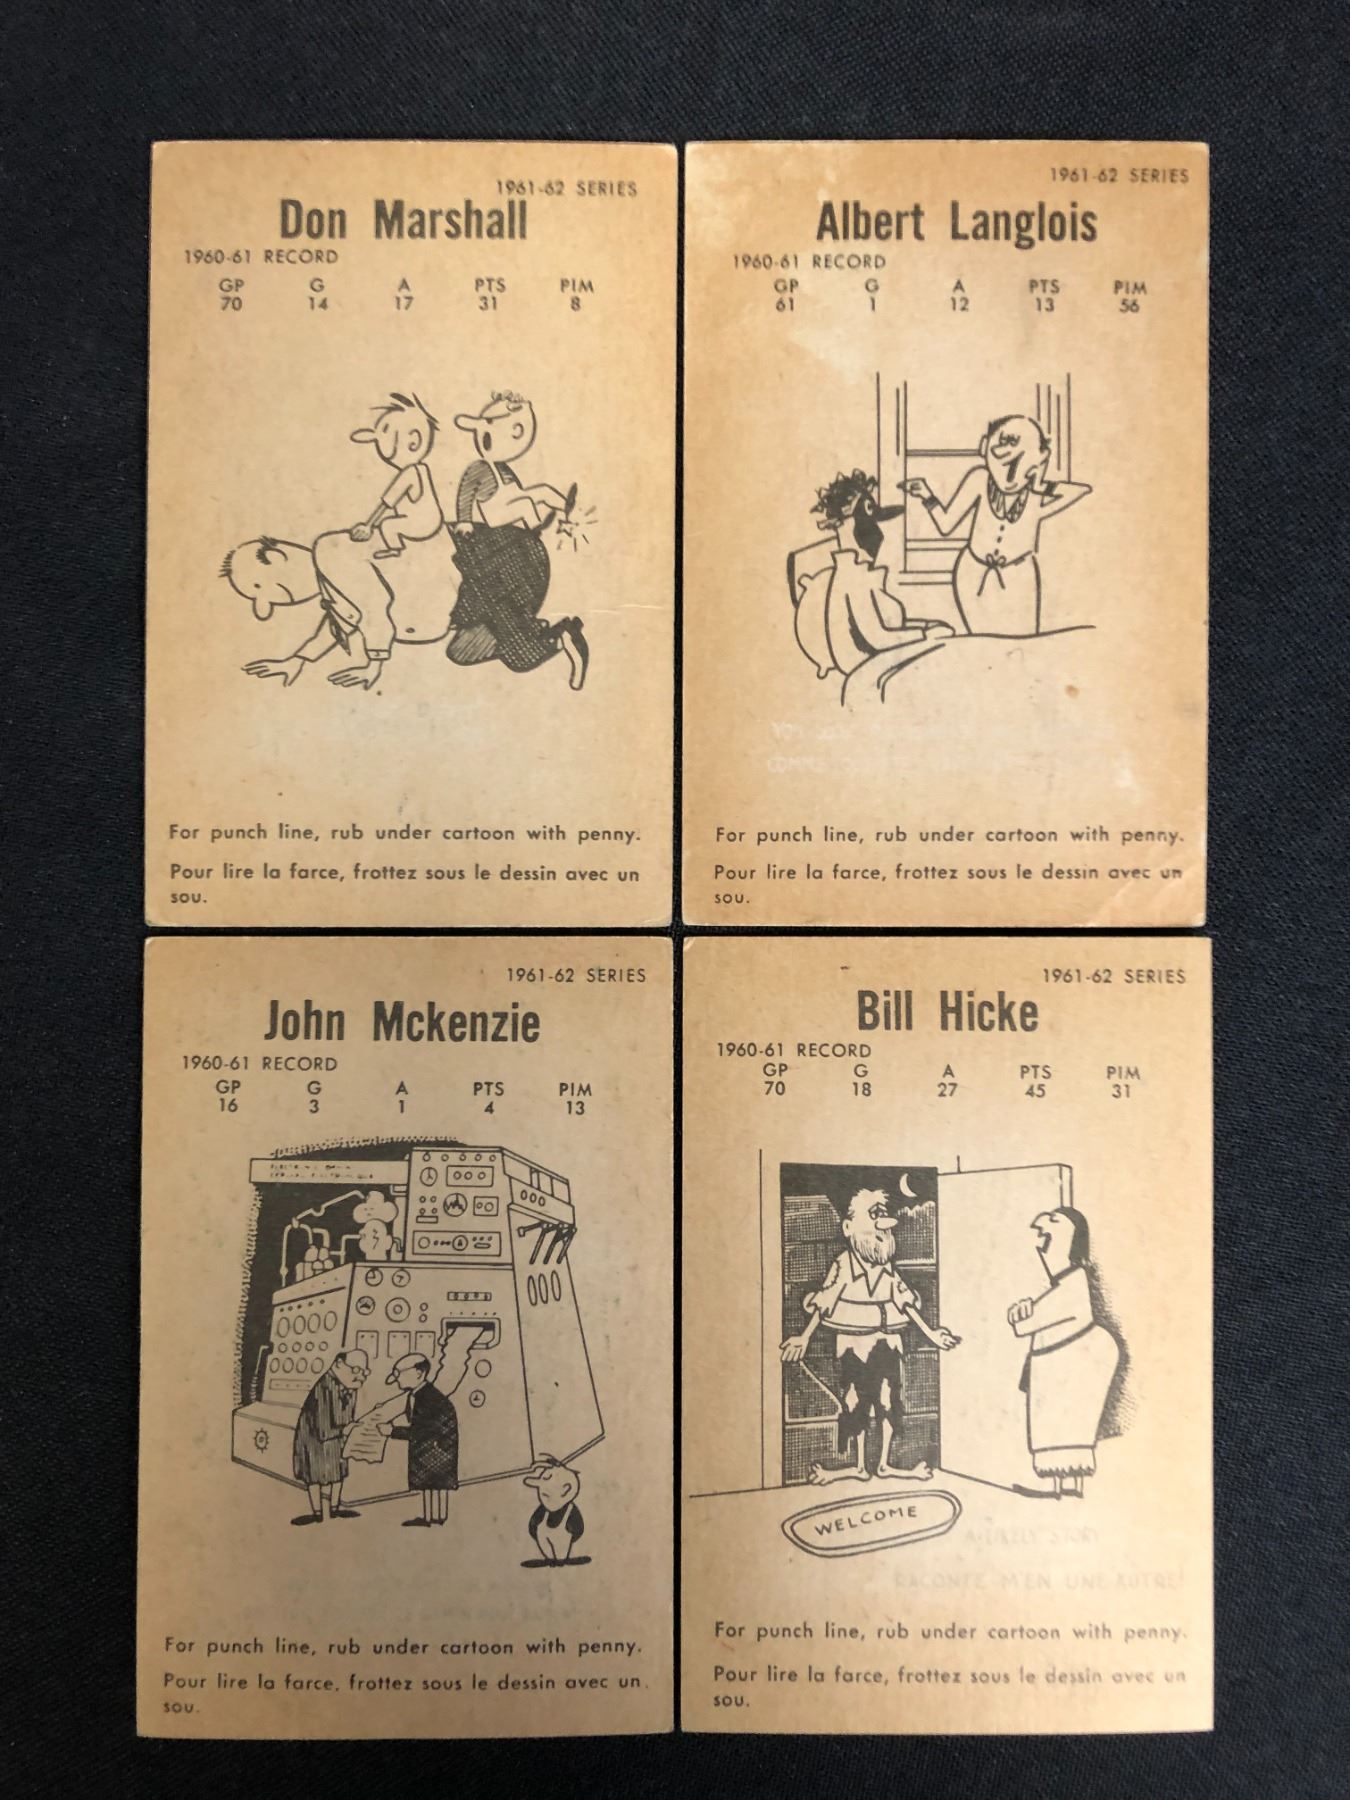 1961-62 SERIES
Don Marshall
1960-61 RECORD
GP G A PTS PIM
70 14 17 31 8
For punch line, rub under cartoon with penny.
Pour lire la farce, frottez sous le dessin avec un
sou.
1961-62 SERIES
Albert Langlois
1960-61 RECORD
GP G A PTS PIM
61 1 12 13 56
For punch line, rub under cartoon with penny.
Pour lire la farce, frottez sous le dessin avec un
sou.
1961-62 SERIES
John Mckenzie
1960-61 RECORD
GP G A PTS PIM
16 3 1 4 13
For punch line, rub under cartoon with penny.
Pour lire la farce, frottez sous le dessin avec un
sou.
1961-62 SERIES
Bill Hicke
1960-61 RECORD
GP G A PTS PIM
70 18 27 45 31
WELCOME
A LIKELY STORY
RACONTE M'EN UNE AUTRE!
For punch line, rub under cartoon with penny.
Pour lire la farce, frottez sous le dessin avec un
sou.